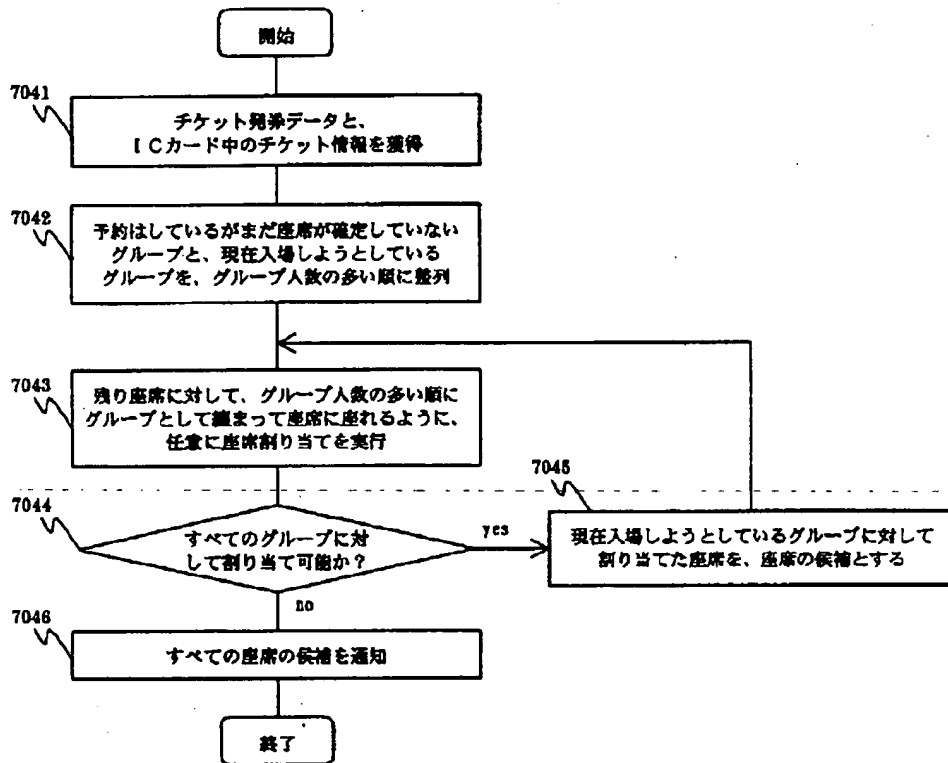 開始
7041
チケット発券データと、
ICカード中のチケット情報を獲得
7042
予約はしているがまだ座席が確定していない
グループと、現在入場しようとしている
グループを、グループ人数の多い順に整列
7043
残り座席に対して、グループ人数の多い順に
グループとして纏まって座席に座れるように、
任意に座席割り当てを実行
7044
すべてのグループに対
して割り当て可能か？
yes
7045
現在入場しようとしているグループに対して
割り当てた座席を、座席の候補とする
no
7046
すべての座席の候補を通知
終了